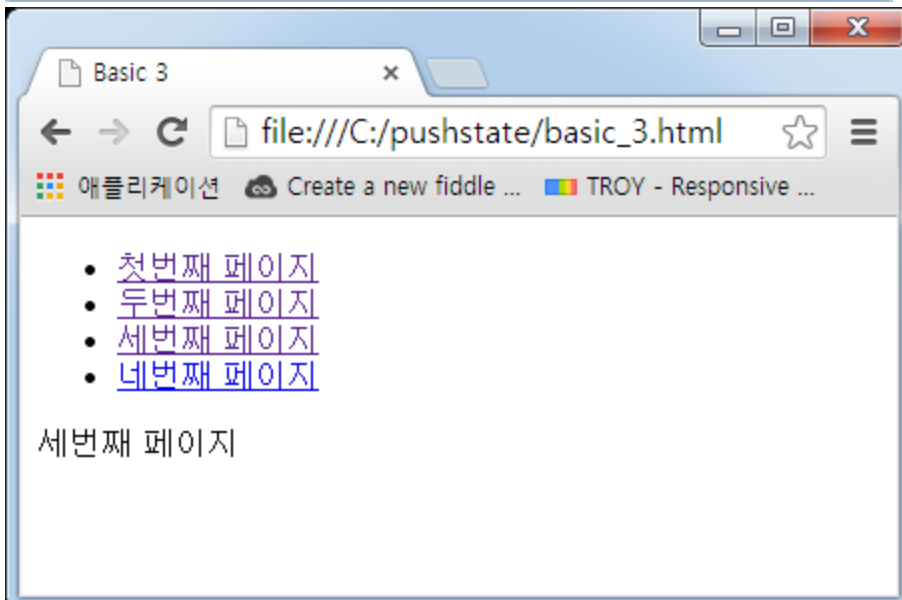 Basic 3
file:///C:/pushstate/basic_3.html
애플리케이션 Create a new fiddle ... TROY - Responsive ...
첫번째 페이지
두번째 페이지
세번째 페이지
네번째 페이지
세번째 페이지